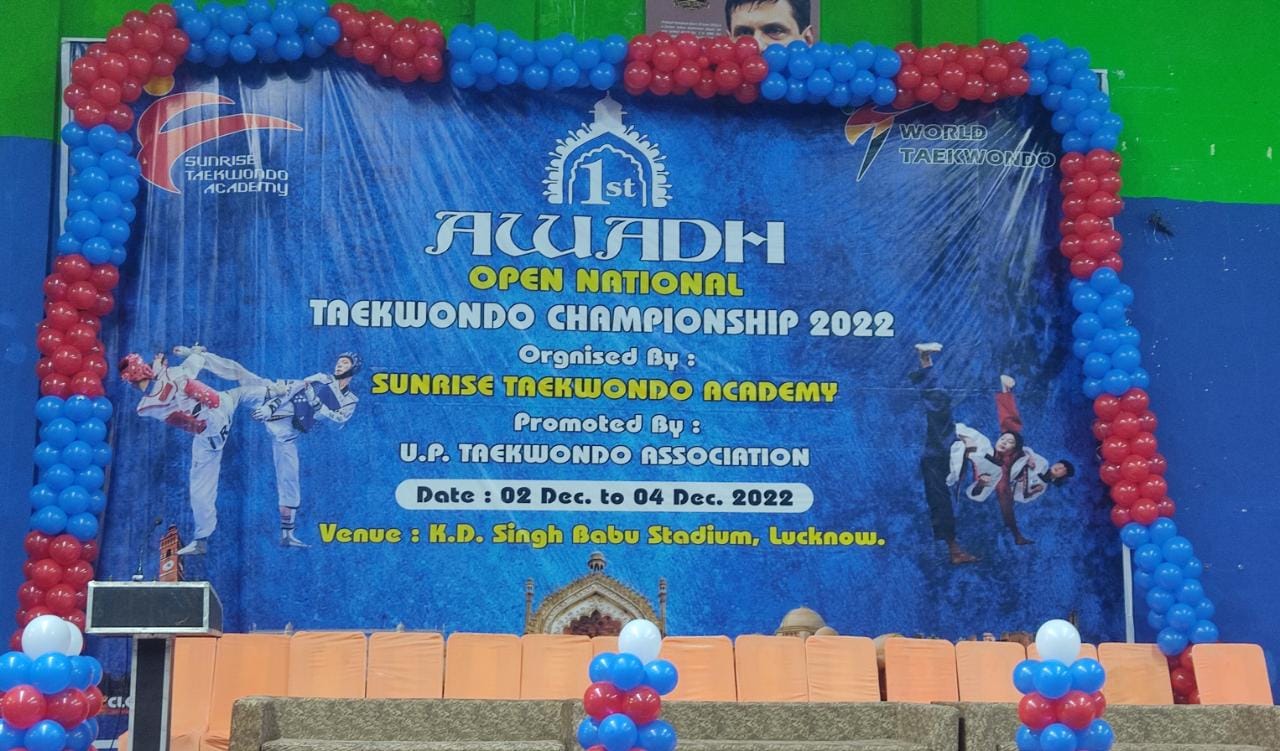 SUNRISE
TAEKWONDO
ACADEMY
WORLD
TAEKWONDO
1st
AWADH
OPEN NATIONAL
TAEKWONDO CHAMPIONSHIP 2022
Orgnised By :
SUNRISE TAEKWONDO ACADEMY
Promoted By :
U.P. TAEKWONDO ASSOCIATION
Date : 02 Dec. to 04 Dec. 2022
Venue : K.D. Singh Babu Stadium, Lucknow.